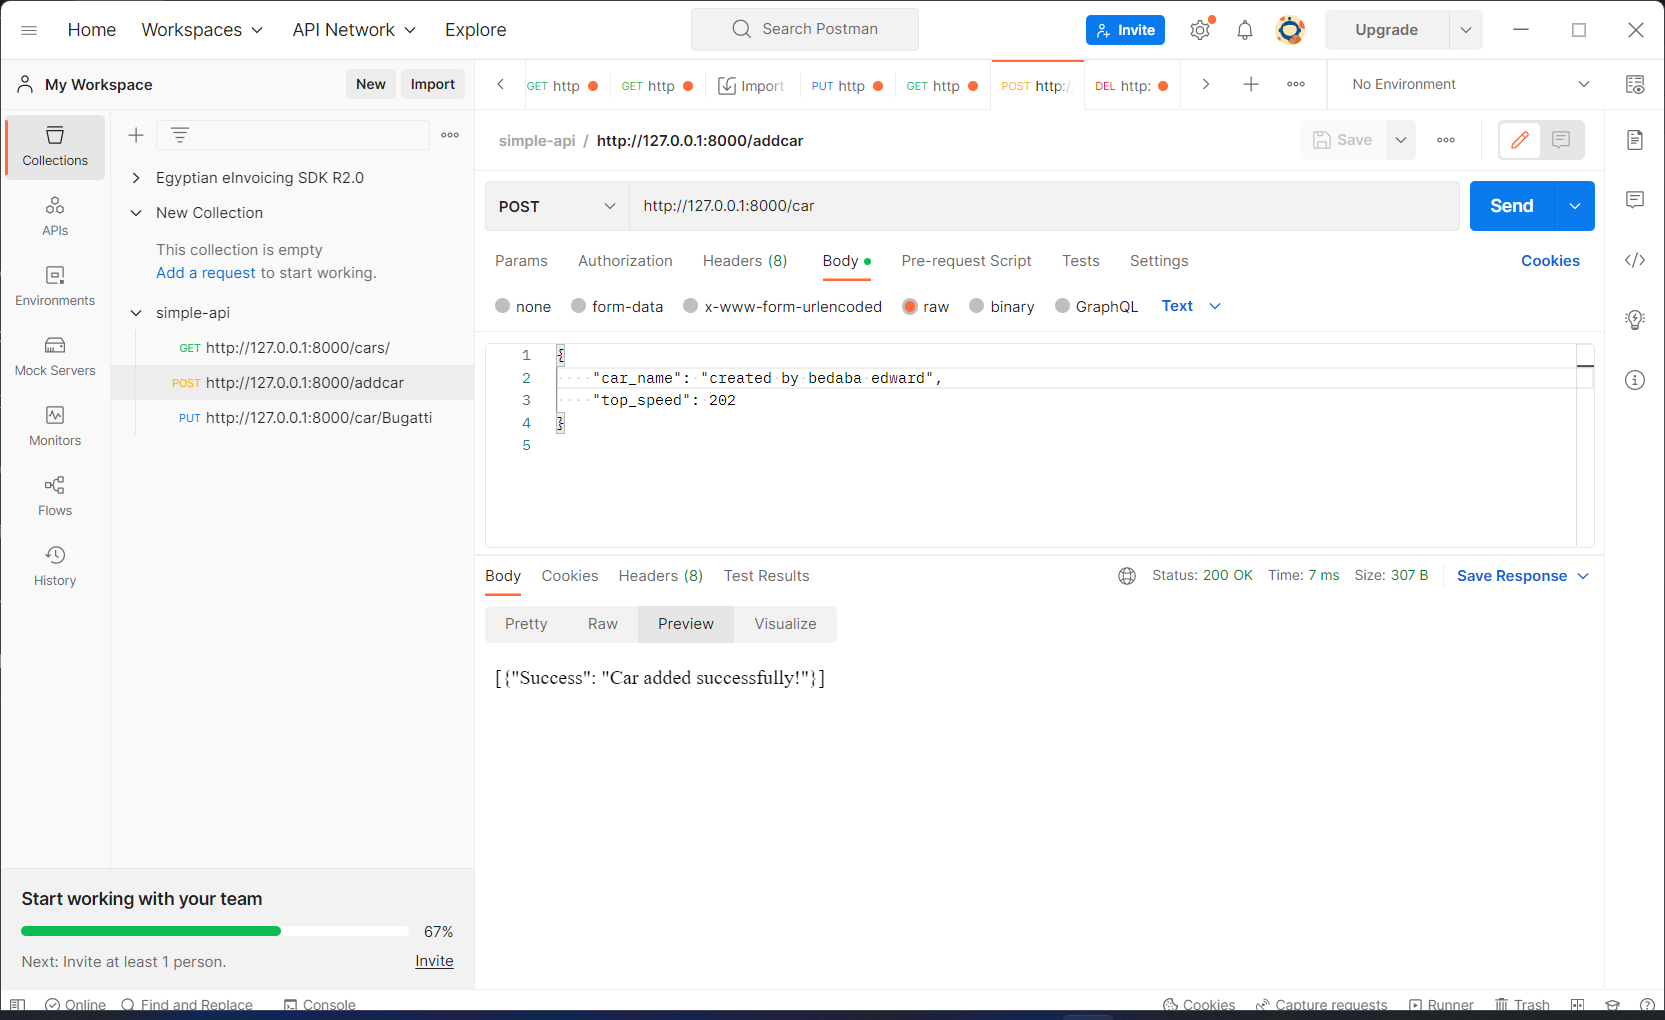 Home Workspaces API Network Explore Search Postman Invite Upgrade
My Workspace New Import GET http GET http Import PUT http GET http POST http:/ DEL http: No Environment
Collections
APIs
Environments
Mock Servers
Monitors
Flows
History
Egyptian eInvoicing SDK R2.0
New Collection
This collection is empty
Add a request to start working.
simple-api
GET http://127.0.0.1:8000/cars/
POST http://127.0.0.1:8000/addcar
PUT http://127.0.0.1:8000/car/Bugatti
Start working with your team
67%
Next: Invite at least 1 person. Invite
simple-api / http://127.0.0.1:8000/addcar Save
POST http://127.0.0.1:8000/car Send
Params Authorization Headers (8) Body Pre-request Script Tests Settings Cookies
none form-data x-www-form-urlencoded raw binary GraphQL Text
1 {
2 "car_name": "created by bedaba edward",
3 "top_speed": 202
4 }
5
Body Cookies Headers (8) Test Results Status: 200 OK Time: 7 ms Size: 307 B Save Response
Pretty Raw Preview Visualize
[{"Success": "Car added successfully!"}]
Online Find and Replace Console Cookies Capture requests Runner Trash